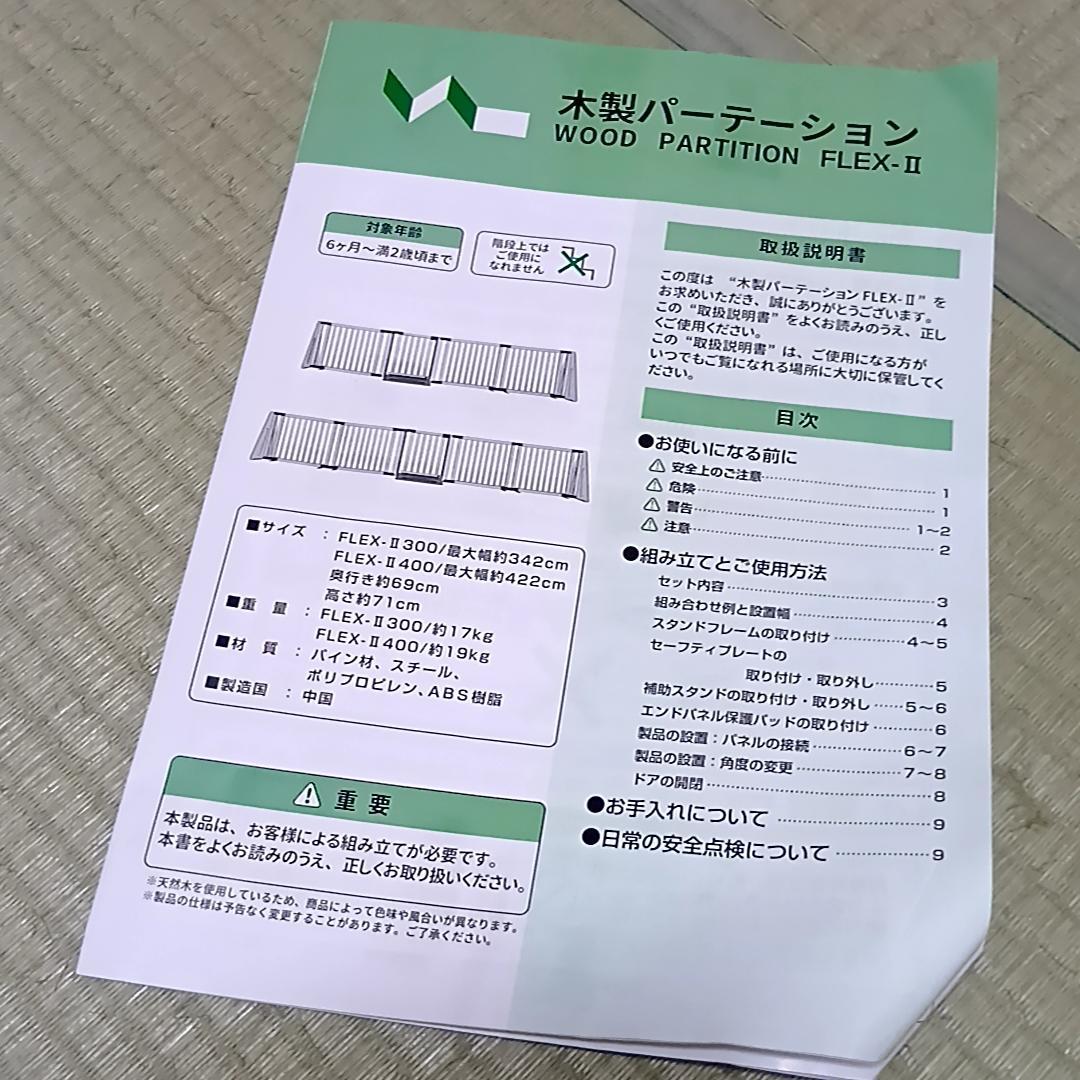 木製パーテーション
WOOD PARTITION FLEX-Ⅱ
対象年齢
6ヶ月～満2歳頃まで
階段上では
ご使用に
なれません
■サイズ : FLEX-Ⅱ300/最大幅約342cm
FLEX-Ⅱ400/最大幅約422cm
奥行き約69cm
高さ約71cm
■重 量 : FLEX-Ⅱ300/約17kg
FLEX-Ⅱ400/約19kg
■材 質 : パイン材、スチール、
ポリプロピレン、ABS樹脂
■製造国 : 中国
重要
本製品は、お客様による組み立てが必要です。
本書をよくお読みのうえ、正しくお取り扱いください。
※天然木を使用しているため、商品によって色味や風合いが異なります。
※製品の仕様は予告なく変更することがあります。ご了承ください。
取扱説明書
この度は “木製パーテーションFLEX-Ⅱ” を
お求めいただき、誠にありがとうございます。
この “取扱説明書” をよくお読みのうえ、正し
くご使用ください。
この “取扱説明書” は、ご使用になる方が
いつでもご覧になれる場所に大切に保管してく
ださい。
目次
●お使いになる前に
安全上のご注意……1
危険……1
警告……1～2
注意……2
●組み立てとご使用方法
セット内容……3
組み合わせ例と設置幅……4
スタンドフレームの取り付け……4～5
セーフティプレートの
取り付け・取り外し……5
補助スタンドの取り付け・取り外し……5～6
エンドパネル保護パッドの取り付け……6
製品の設置：パネルの接続……6～7
製品の設置：角度の変更……7～8
ドアの開閉……8
●お手入れについて……9
●日常の安全点検について……9